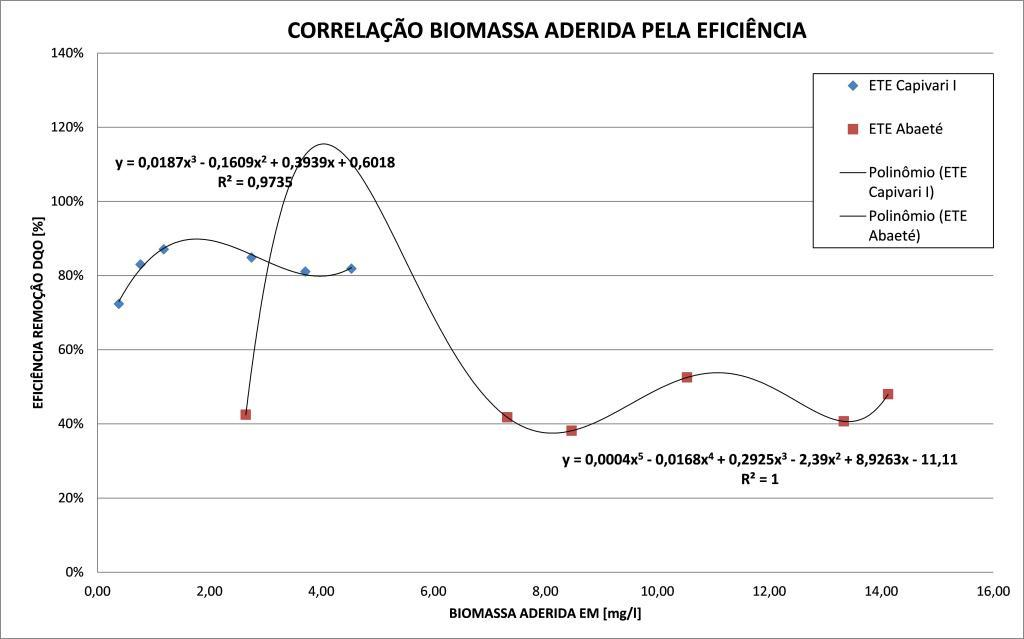 CORRELAÇÃO BIOMASSA ADERIDA PELA EFICIÊNCIA
140%
120%
100%
80%
60%
40%
20%
0%
EFICIÊNCIA REMOÇÂO DQO [%]
y = 0,0187x³ - 0,1609x² + 0,3939x + 0,6018
R² = 0,9735
ETE Capivari I
ETE Abaeté
Polinômio (ETE
Capivari I)
Polinômio (ETE
Abaeté)
y = 0,0004x⁵ - 0,0168x⁴ + 0,2925x³ - 2,39x² + 8,9263x - 11,11
R² = 1
0,00 2,00 4,00 6,00 8,00 10,00 12,00 14,00 16,00
BIOMASSA ADERIDA EM [mg/l]